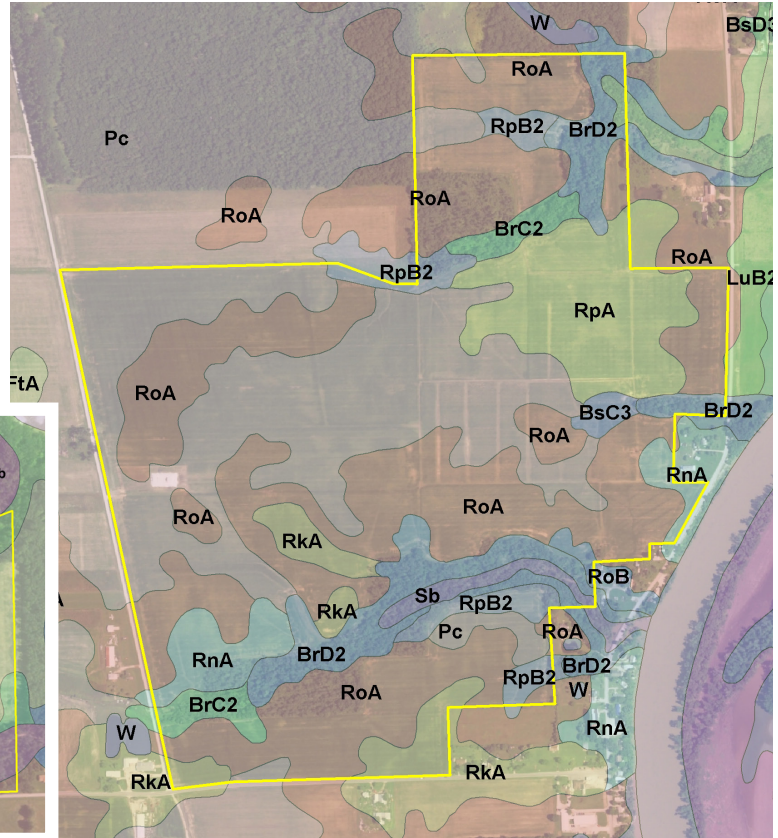 W
BsD3
RoA
Pc
RpB2
BrD2
RoA
RoA
BrC2
RoA
RpB2
LuB2
RpA
FtA
RoA
BsC3
BrD2
RoA
RnA
RoA
RoA
RkA
RoB
Sb
RpB2
RkA
Pc
RoA
BrD2
RnA
BrD2
RpB2
RoA
W
BrC2
RnA
W
RkA
RkA